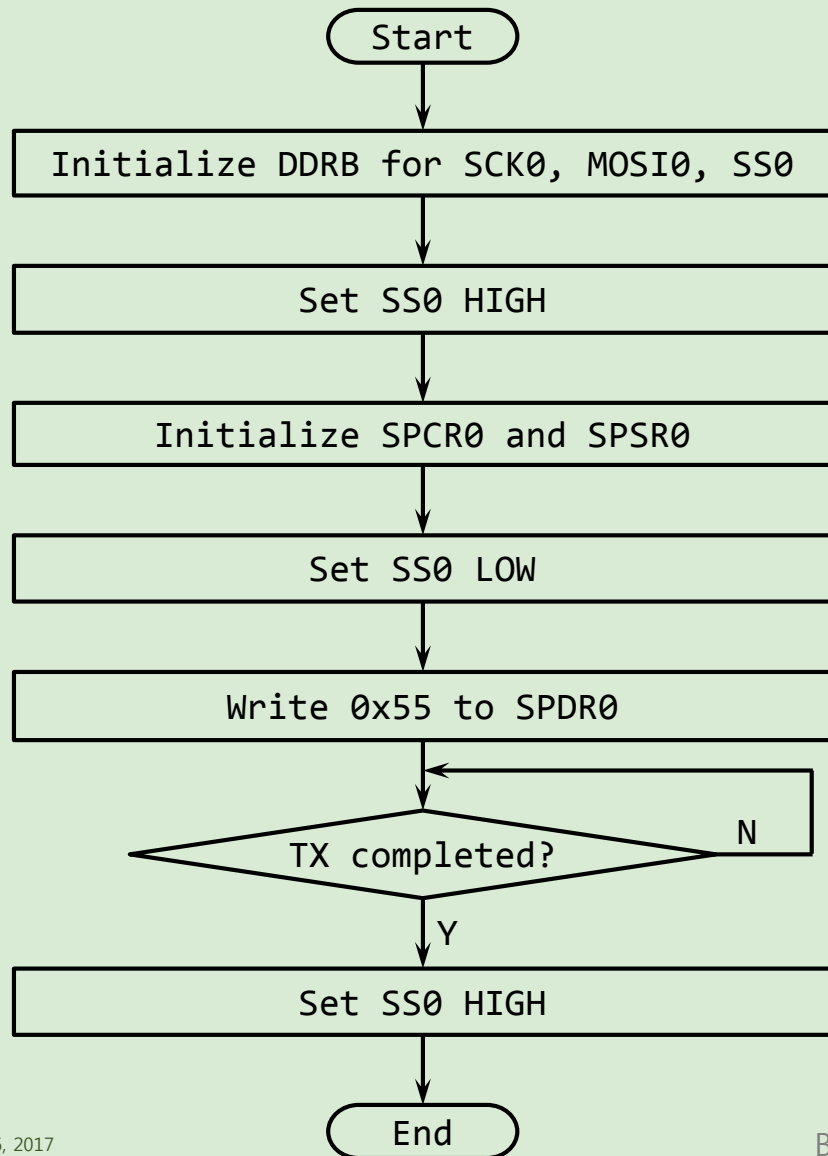 Start
Initialize DDRB for SCK0, MOSI0, SS0
Set SS0 HIGH
Initialize SPCR0 and SPSR0
Set SS0 LOW
Write 0x55 to SPDR0
TX completed?
N
Y
Set SS0 HIGH
End
, 2017
B